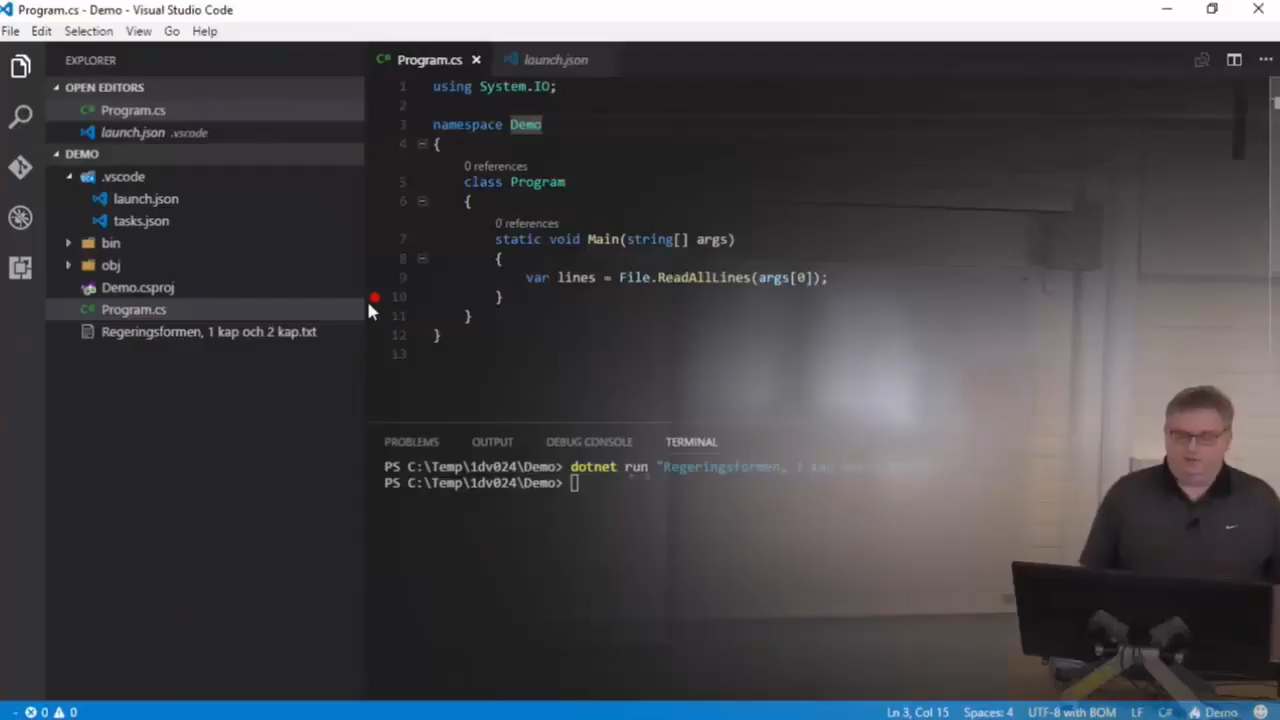 Program.cs - Demo - Visual Studio Code
File Edit Selection View Go Help
EXPLORER
OPEN EDITORS
Program.cs
launch.json .vscode
DEMO
.vscode
launch.json
tasks.json
bin
obj
Demo.csproj
Program.cs
Regeringsformen, 1 kap och 2 kap.txt
Program.cs launch.json
1 using System.IO;
2
3 namespace Demo
4 {
0 references
5 class Program
6 {
0 references
7 static void Main(string[] args)
8 {
9 var lines = File.ReadAllLines(args[0]);
10 }
11 }
12 }
13
PROBLEMS OUTPUT DEBUG CONSOLE TERMINAL
PS C:\Temp\1dv024\Demo> dotnet run "Regeringsformen, 1 kap och
PS C:\Temp\1dv024\Demo>
0 0 Ln 3, Col 15 Spaces: 4 UTF-8 with BOM LF C# Demo